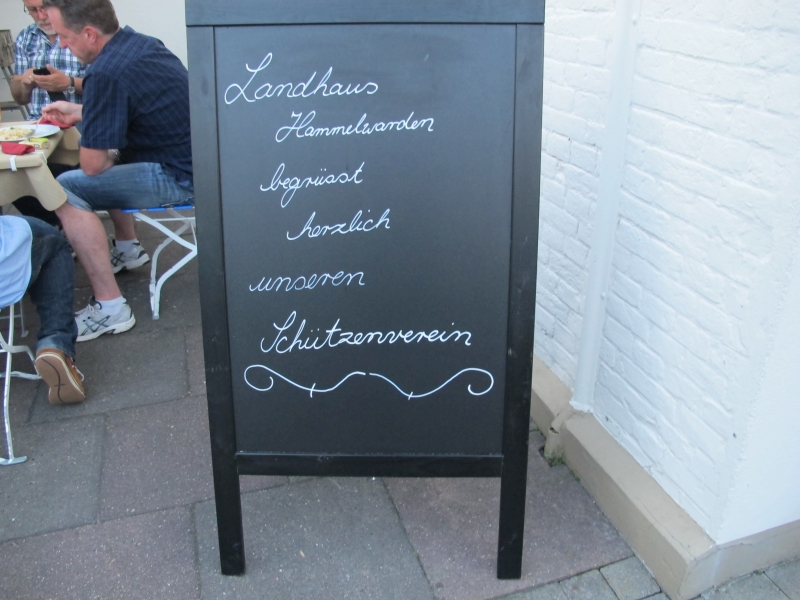 Landhaus
Hammelwarden
begrüsst
herzlich
unseren
Schützenverein